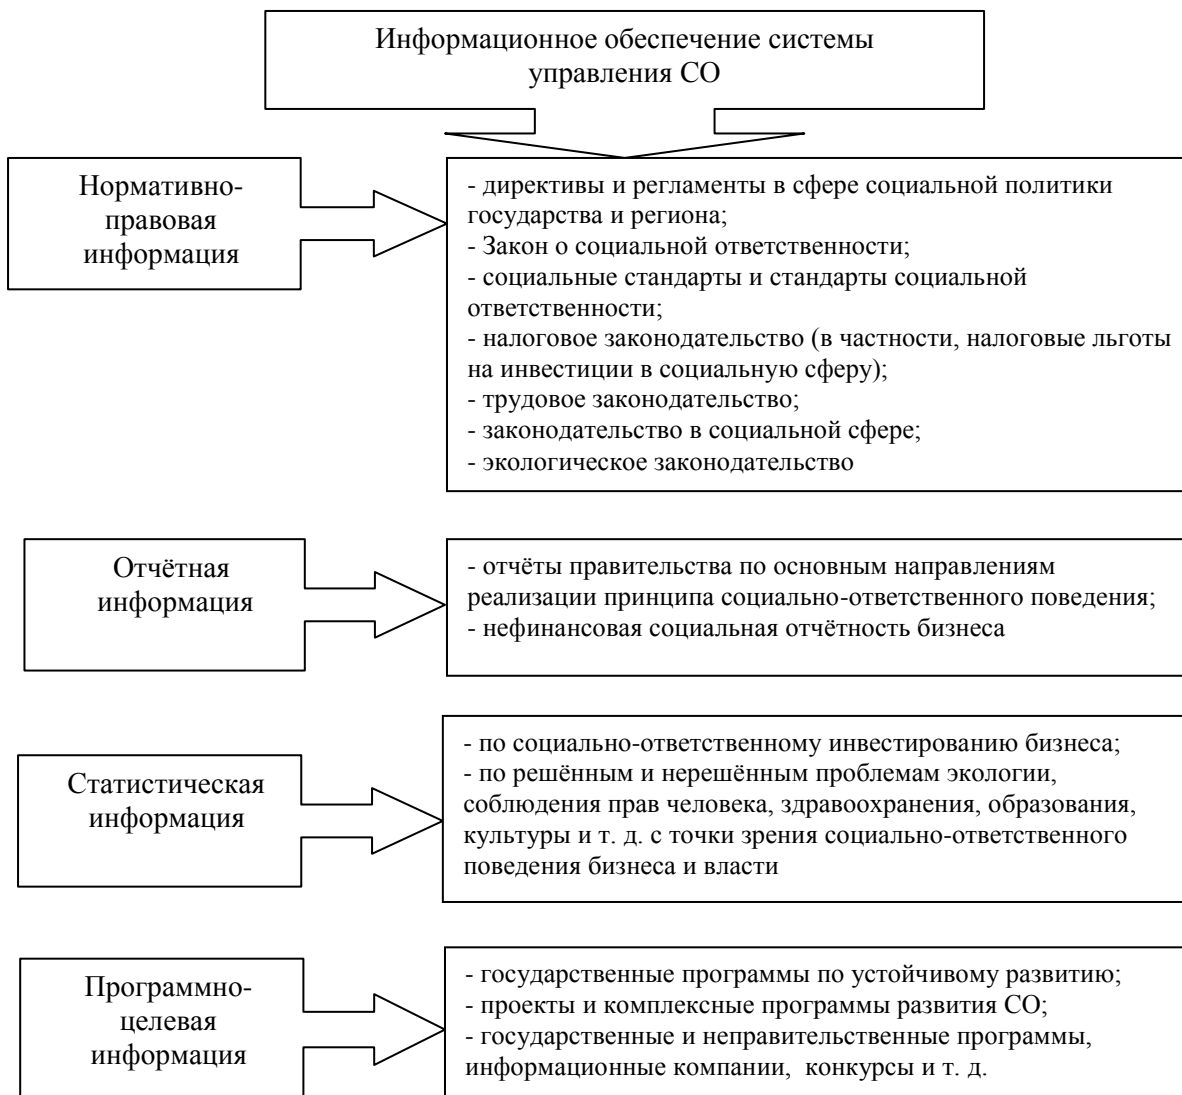 Информационное обеспечение системы
управления СО
Нормативно-
правовая
информация
- директивы и регламенты в сфере социальной политики
государства и региона;
- Закон о социальной ответственности;
- социальные стандарты и стандарты социальной
ответственности;
- налоговое законодательство (в частности, налоговые льготы
на инвестиции в социальную сферу);
- трудовое законодательство;
- законодательство в социальной сфере;
- экологическое законодательство
Отчётная
информация
- отчёты правительства по основным направлениям
реализации принципа социально-ответственного поведения;
- нефинансовая социальная отчётность бизнеса
Статистическая
информация
- по социально-ответственному инвестированию бизнеса;
- по решённым и нерешённым проблемам экологии,
соблюдения прав человека, здравоохранения, образования,
культуры и т. д. с точки зрения социально-ответственного
поведения бизнеса и власти
Программно-
целевая
информация
- государственные программы по устойчивому развитию;
- проекты и комплексные программы развития СО;
- государственные и неправительственные программы,
информационные компании,  конкурсы и т. д.